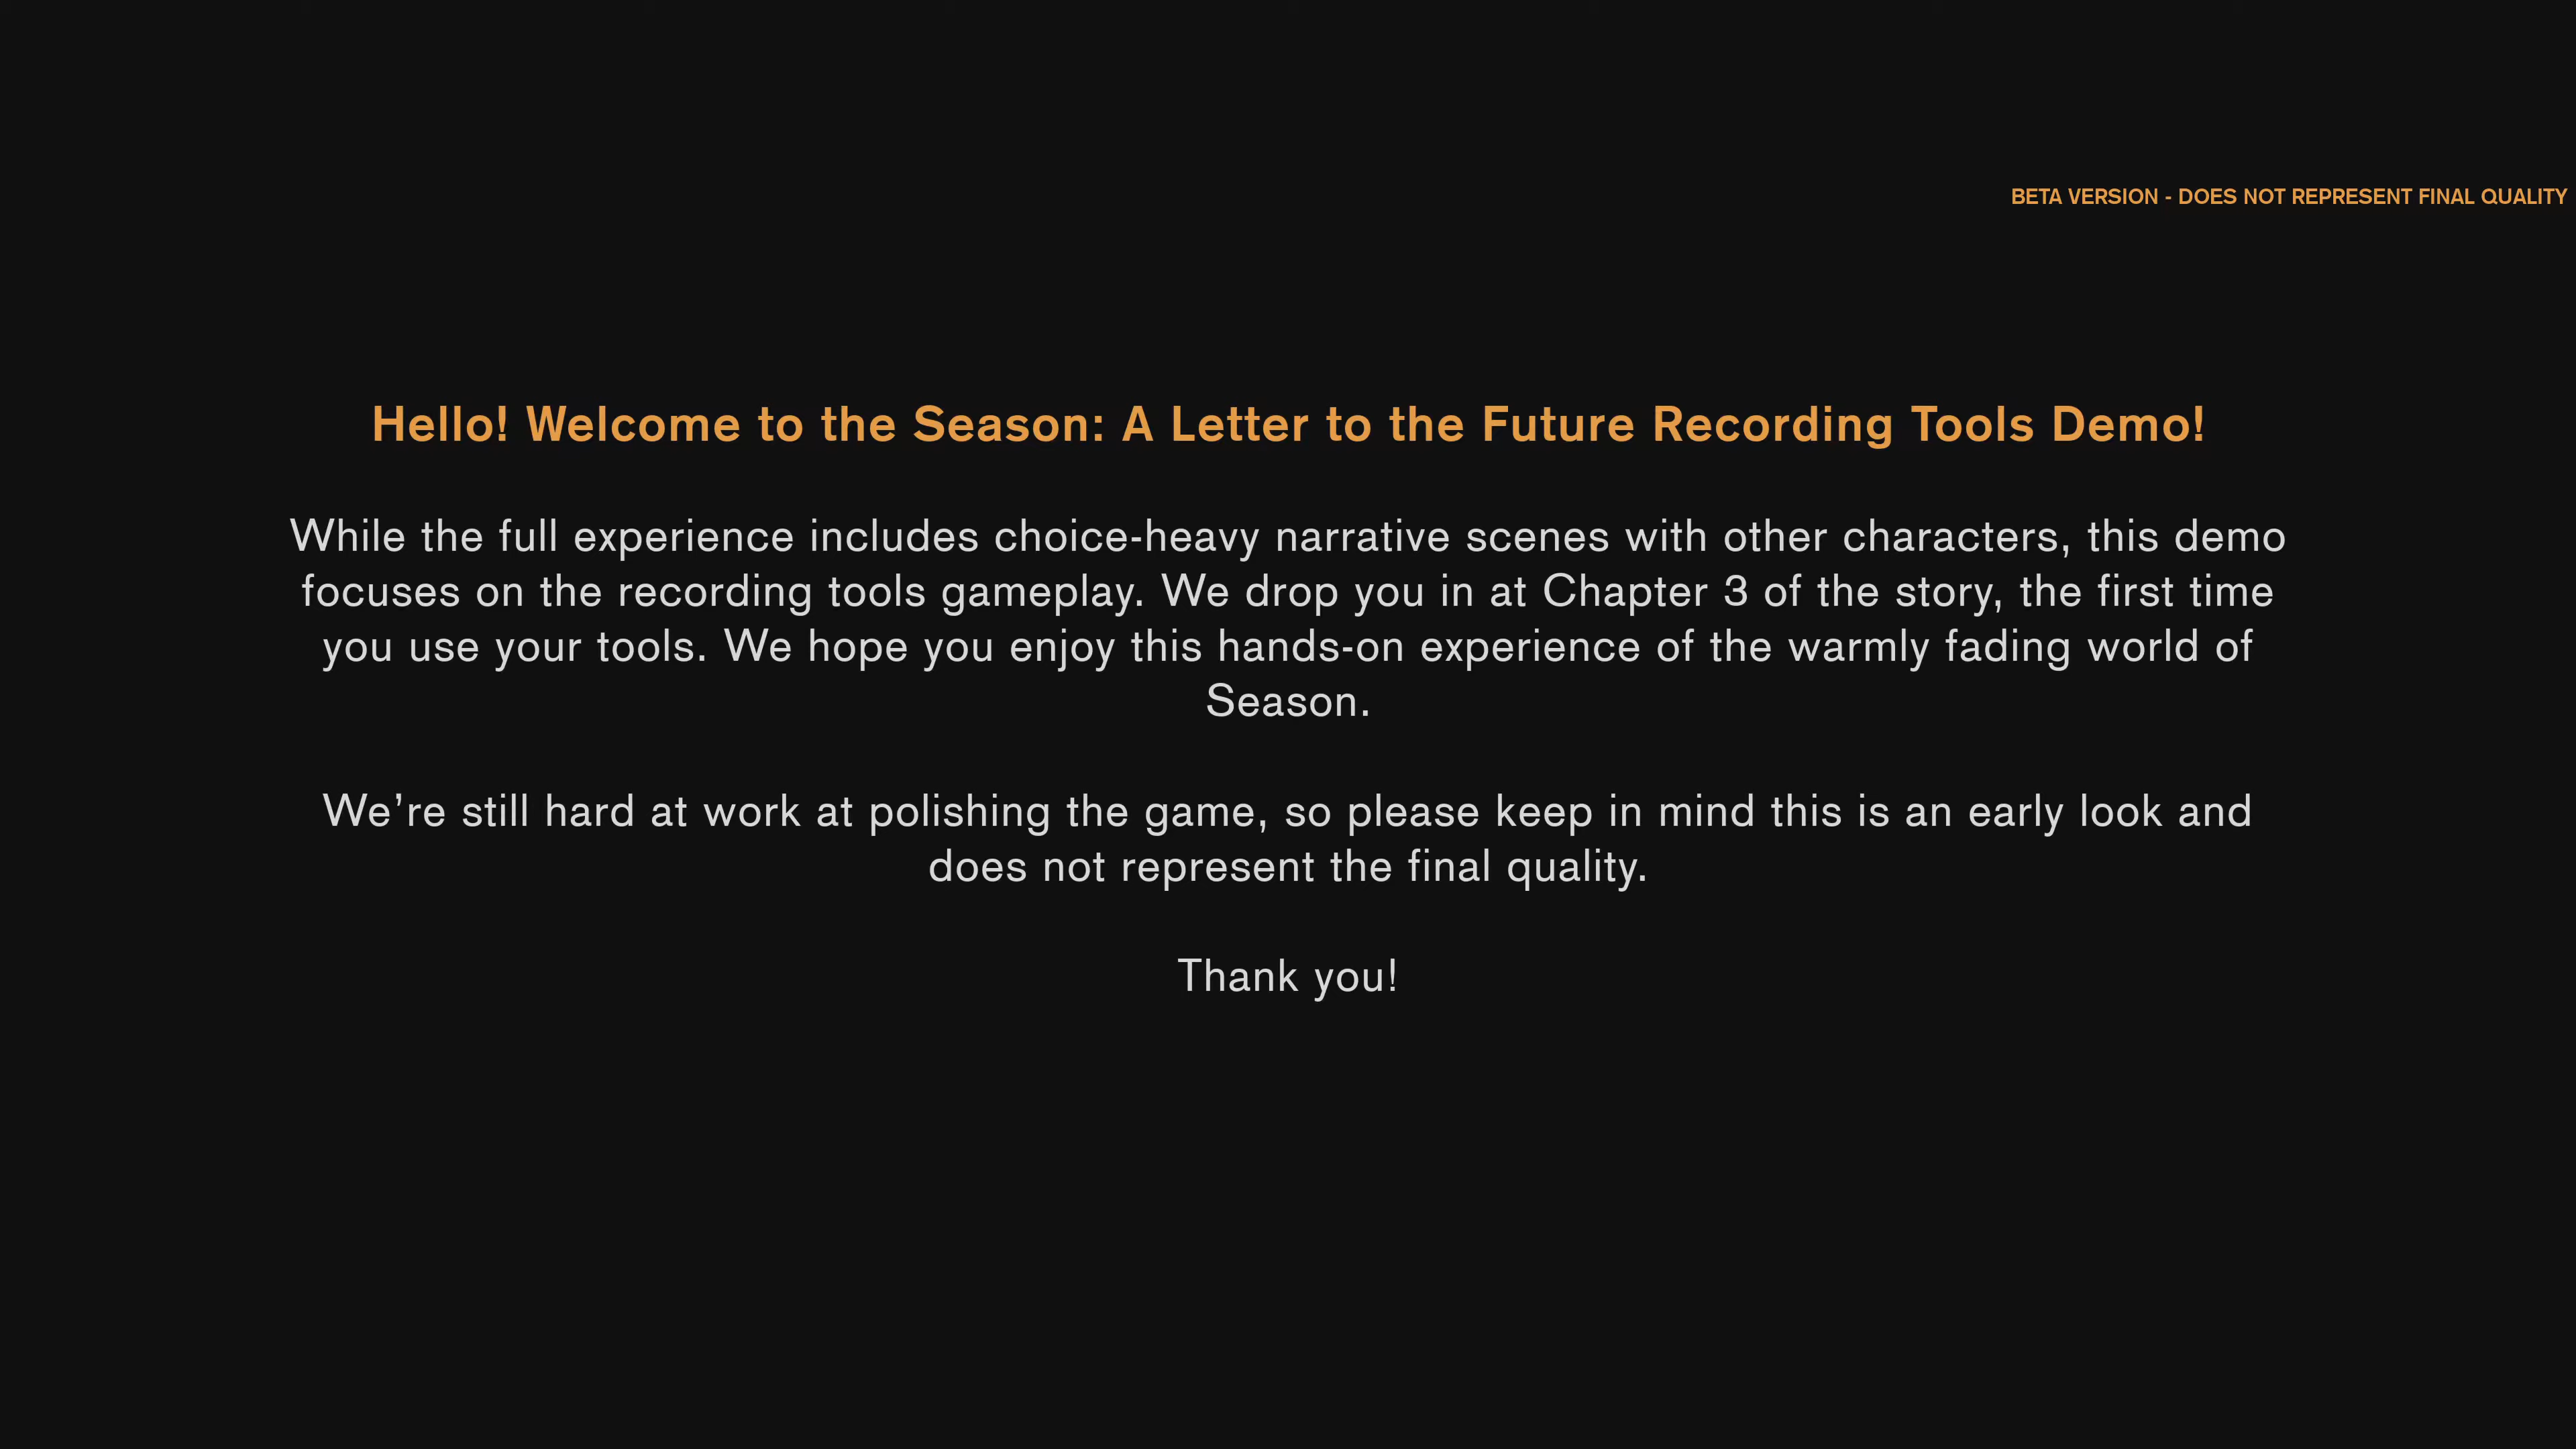 BETA VERSION - DOES NOT REPRESENT FINAL QUALITY
Hello! Welcome to the Season: A Letter to the Future Recording Tools Demo!
While the full experience includes choice-heavy narrative scenes with other characters, this demo
focuses on the recording tools gameplay. We drop you in at Chapter 3 of the story, the first time
you use your tools. We hope you enjoy this hands-on experience of the warmly fading world of
Season.
We’re still hard at work at polishing the game, so please keep in mind this is an early look and
does not represent the final quality.
Thank you!